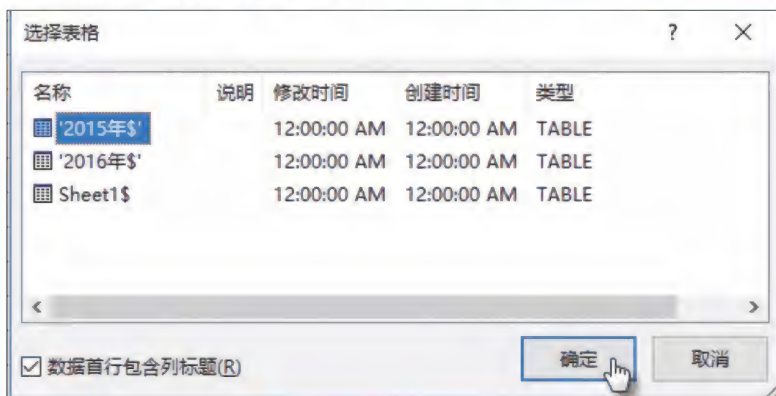 选择表格 ?
名称 说明 修改时间 创建时间 类型
'2015年$' 12:00:00 AM 12:00:00 AM TABLE
'2016年$' 12:00:00 AM 12:00:00 AM TABLE
Sheet1$ 12:00:00 AM 12:00:00 AM TABLE
数据首行包含列标题(R) 确定 取消